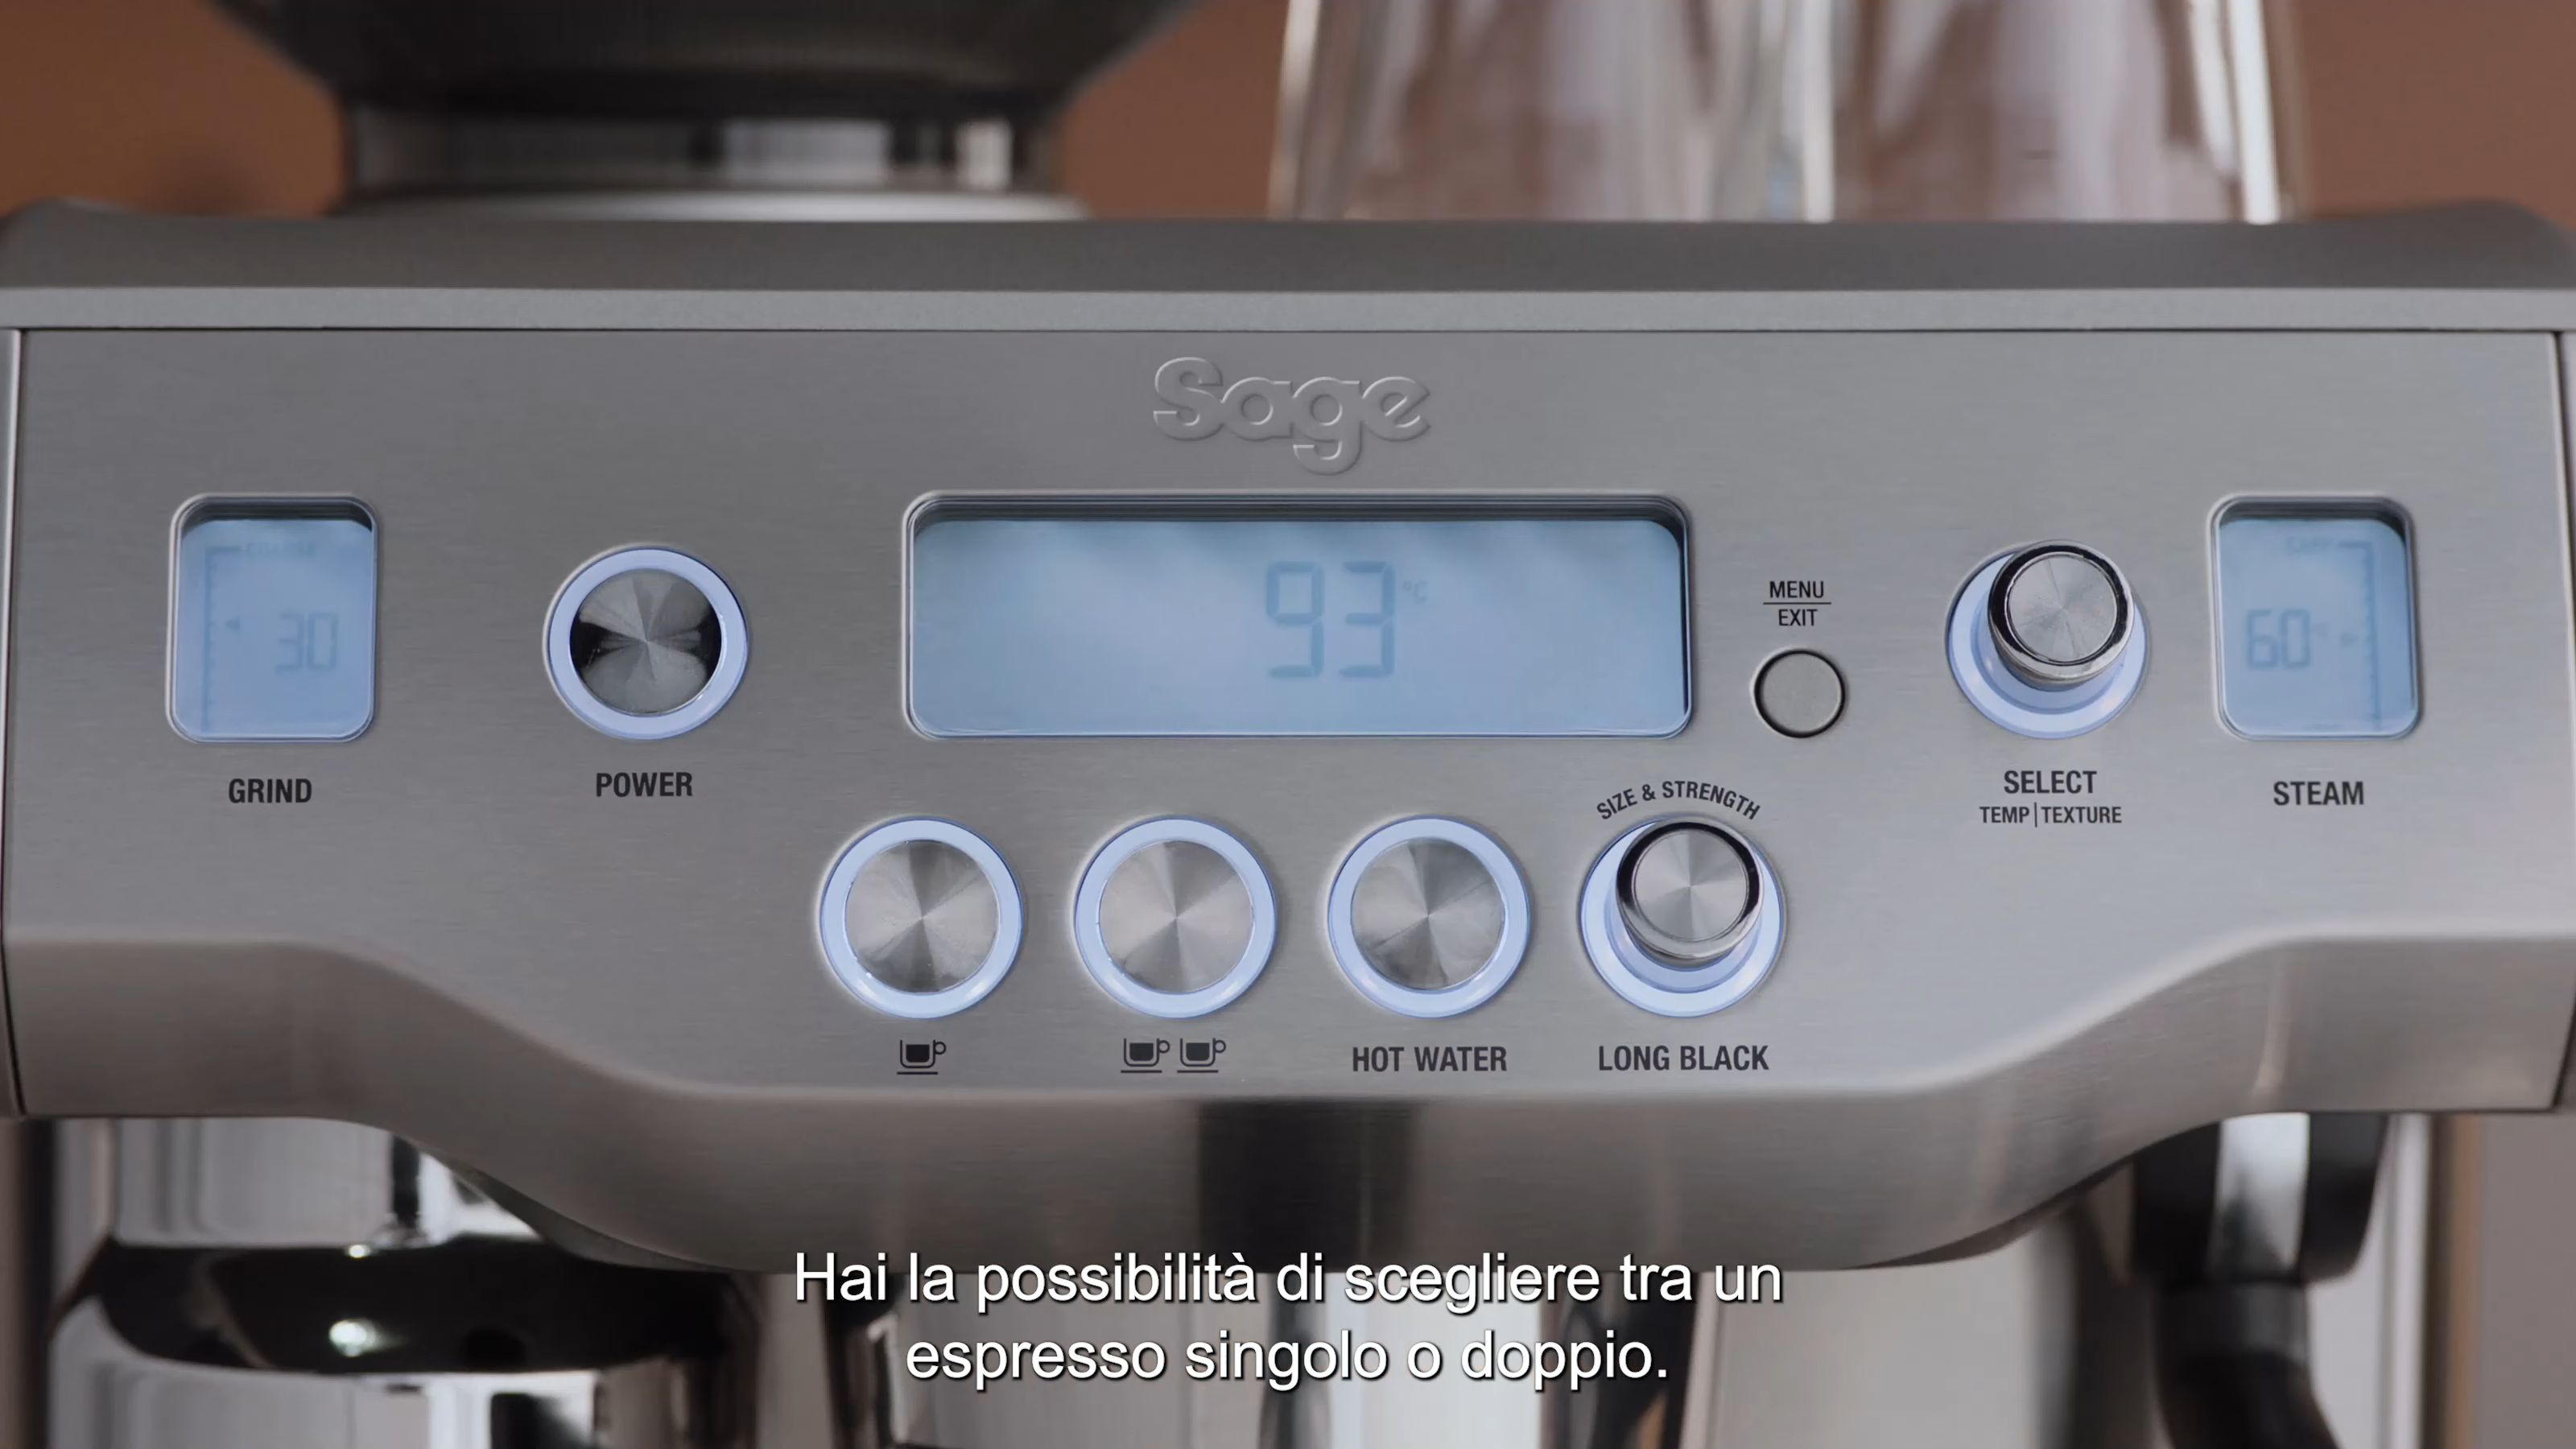 Sage
COARSE
30
GRIND
POWER
93 °C
MENU
EXIT
SELECT
TEMP|TEXTURE
60°
STEAM
SIZE & STRENGTH
HOT WATER
LONG BLACK
Hai la possibilità di scegliere tra un
espresso singolo o doppio.